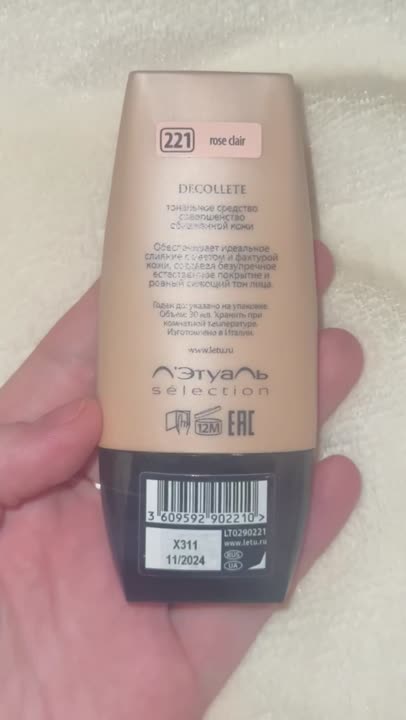 221 rose clair
DECOLLETE
тональное средство
совершенство
обнаженной кожи
Обеспечивает идеальное
слияние с цветом и фактурой
кожи, создавая безупречное
естественное покрытие и
ровный сияющий тон лица.
Годен до: указано на упаковке.
Объем: 30 мл. Хранить при
комнатной температуре.
Изготовлено в Италии.
www.letu.ru
Л'Этуаль
sélection
12M EAC
3 609592 902210 >
LT0290221
www.letu.ru
X311
11/2024
RUS
UA